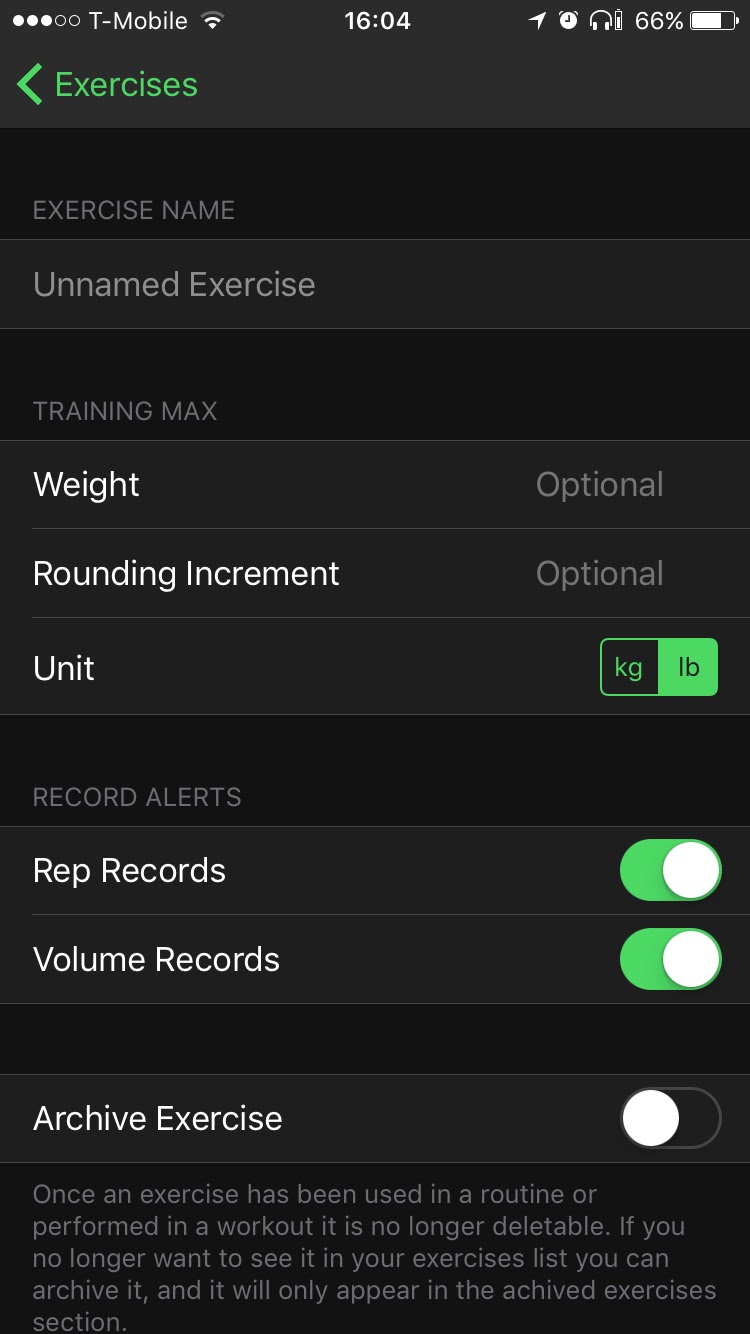 T-Mobile 16:04 66%
Exercises
EXERCISE NAME
Unnamed Exercise
TRAINING MAX
Weight Optional
Rounding Increment Optional
Unit kg lb
RECORD ALERTS
Rep Records
Volume Records
Archive Exercise
Once an exercise has been used in a routine or
performed in a workout it is no longer deletable. If you
no longer want to see it in your exercises list you can
archive it, and it will only appear in the achived exercises
section.